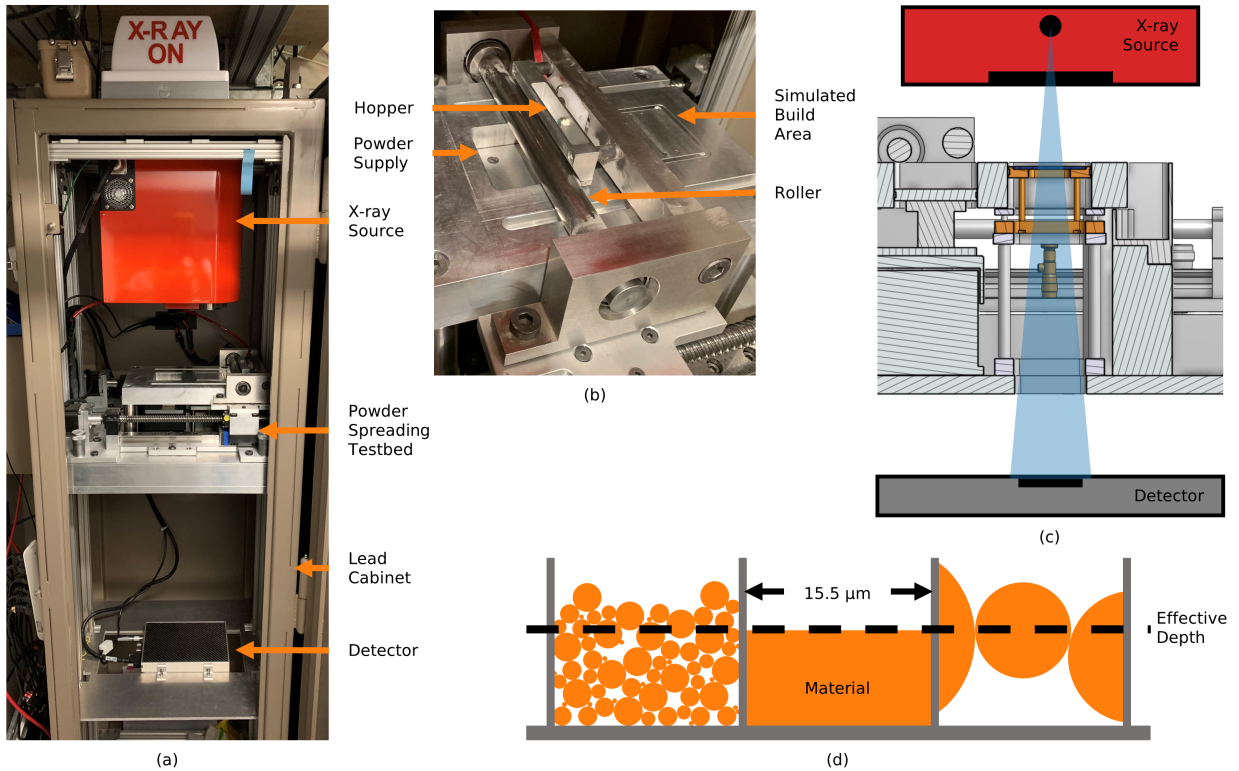 X-RAY
ON
Hopper
Powder
Supply
X-ray
Source
Powder
Spreading
Testbed
Lead
Cabinet
Detector
(a)
Simulated
Build
Area
Roller
(b)
X-ray
Source
Detector
(c)
15.5 µm
Material
Effective
Depth
(d)